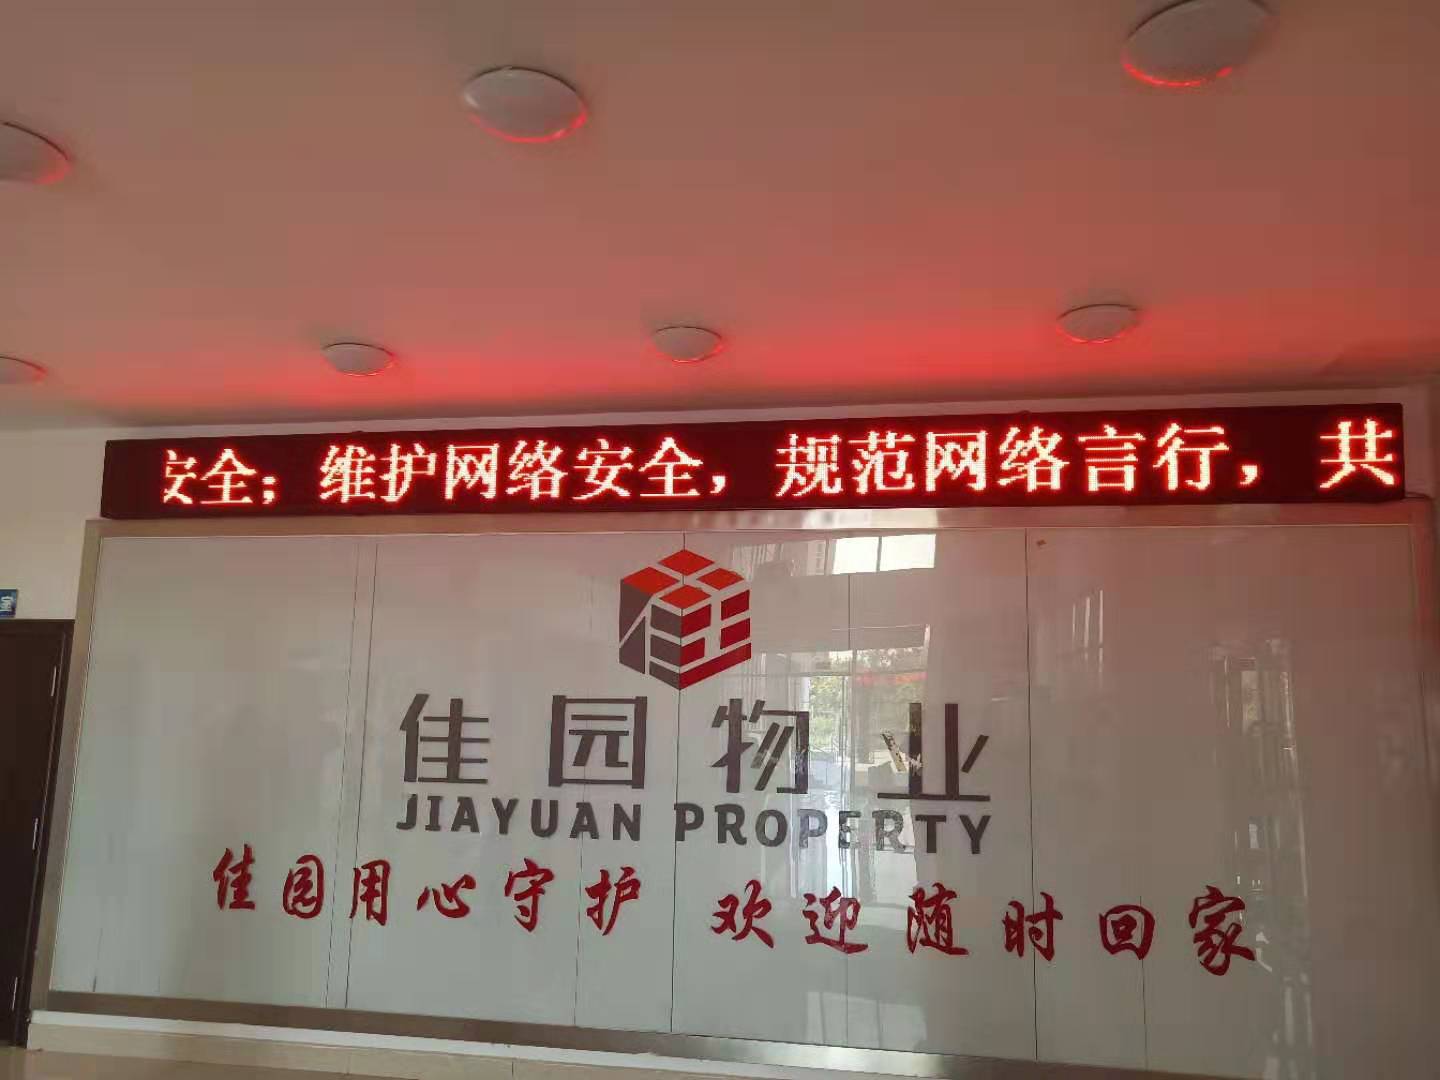 安全；维护网络安全，规范网络言行，共
佳园物业
JIAYUAN PROPERTY
佳园用心守护 欢迎随时回家